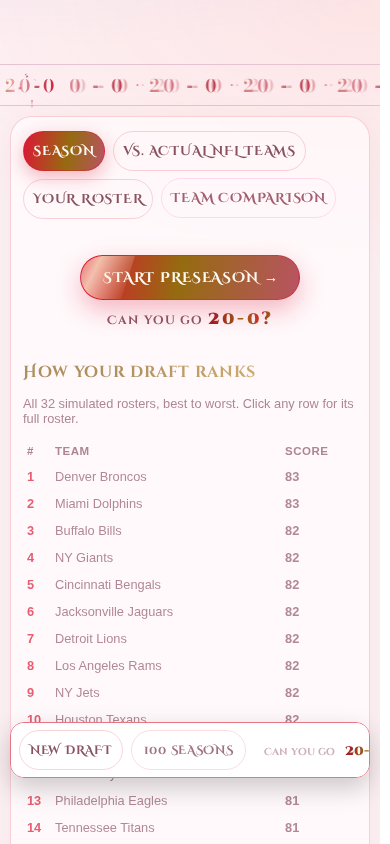 20-0 · 20-0 · 20-0 · 20-0
SEASON
VS. ACTUAL NFL TEAMS
YOUR ROSTER
TEAM COMPARISON
START PRESEASON →
CAN YOU GO 20-0?
HOW YOUR DRAFT RANKS
All 32 simulated rosters, best to worst. Click any row for its
full roster.
# TEAM SCORE
1 Denver Broncos 83
2 Miami Dolphins 83
3 Buffalo Bills 82
4 NY Giants 82
5 Cincinnati Bengals 82
6 Jacksonville Jaguars 82
7 Detroit Lions 82
8 Los Angeles Rams 82
9 NY Jets 82
10 Houston Texans 82
NEW DRAFT 100 SEASONS CAN YOU GO 20-
13 Philadelphia Eagles 81
14 Tennessee Titans 81